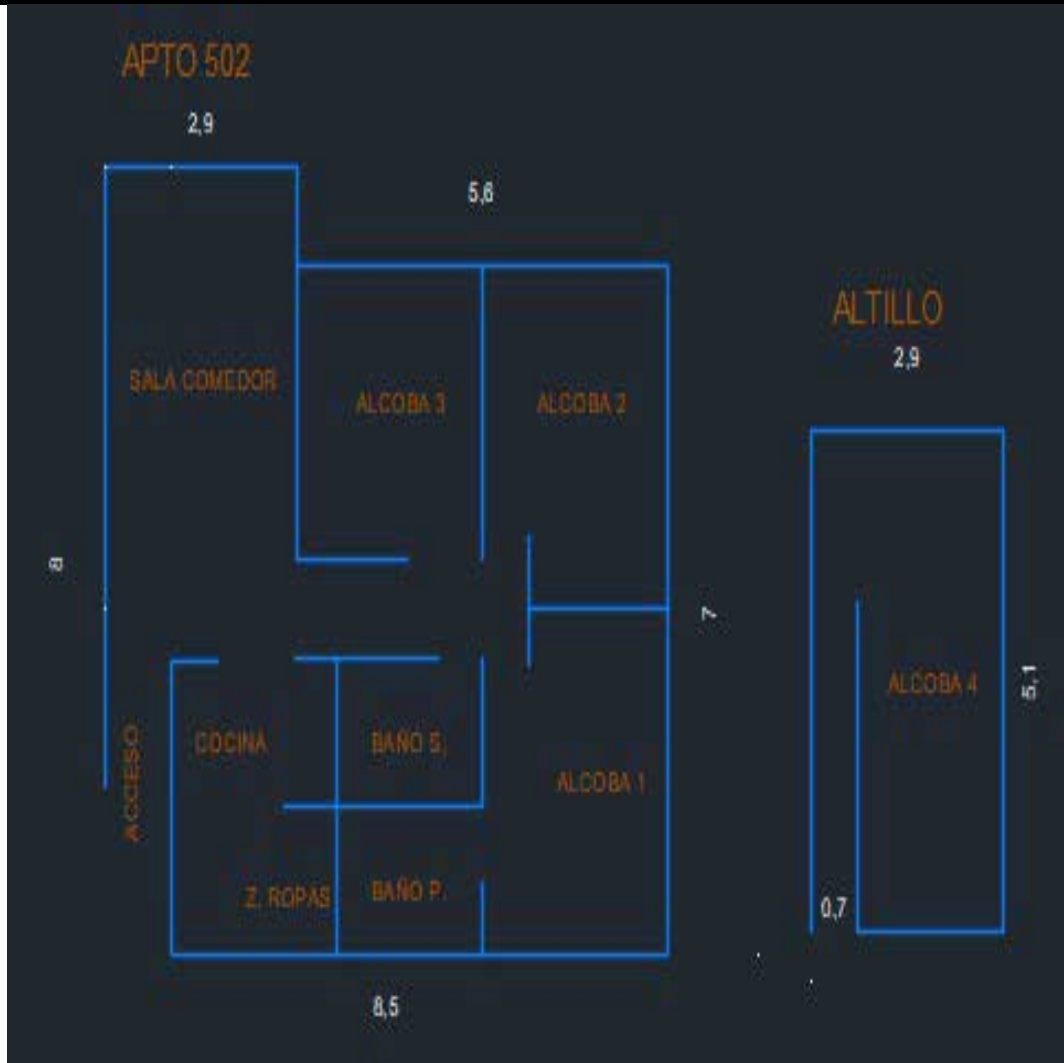 APTO 502
2,9
5,6
ALTILLO
2,9
SALA COMEDOR
ALCOBA 3
ALCOBA 2
8
7
ALCOBA 4
5,1
ACCESO
COCINA
BAÑO S.
ALCOBA 1
Z. ROPAS
BAÑO P.
0,7
8,5